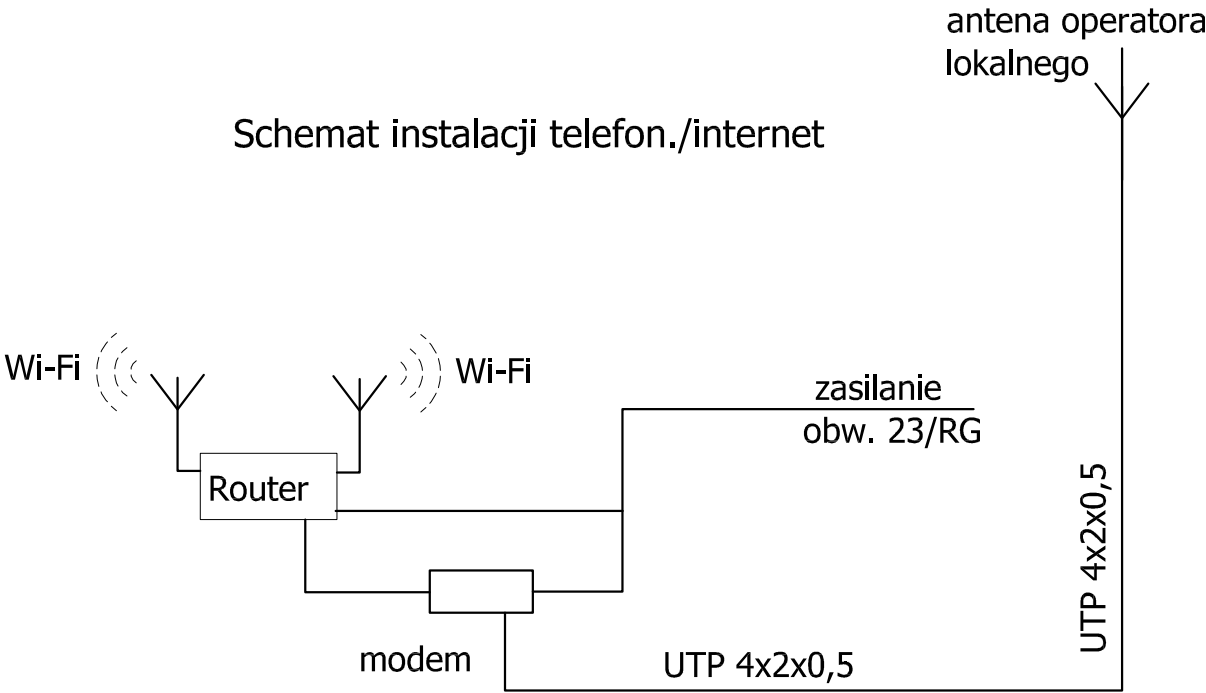 antena operatora
lokalnego
Schemat instalacji telefon./internet
Wi-Fi
Wi-Fi
zasilanie
obw. 23/RG
Router
UTP 4x2x0,5
modem
UTP 4x2x0,5